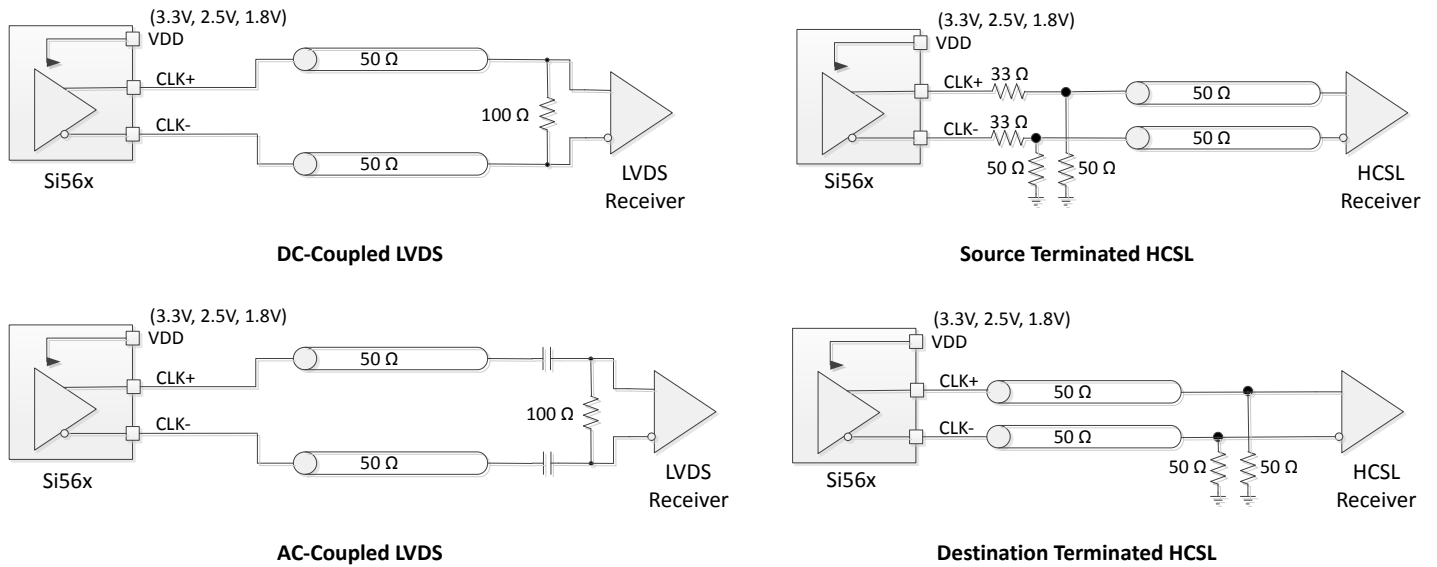 (3.3V, 2.5V, 1.8V)
VDD
CLK+
50 Ω
100 Ω
CLK-
50 Ω
Si56x
LVDS
Receiver
DC-Coupled LVDS
(3.3V, 2.5V, 1.8V)
VDD
CLK+
33 Ω
50 Ω
CLK-
33 Ω
50 Ω
50 Ω
50 Ω
Si56x
HCSL
Receiver
Source Terminated HCSL
(3.3V, 2.5V, 1.8V)
VDD
CLK+
50 Ω
100 Ω
CLK-
50 Ω
Si56x
LVDS
Receiver
AC-Coupled LVDS
(3.3V, 2.5V, 1.8V)
VDD
CLK+
50 Ω
CLK-
50 Ω
50 Ω
50 Ω
Si56x
HCSL
Receiver
Destination Terminated HCSL